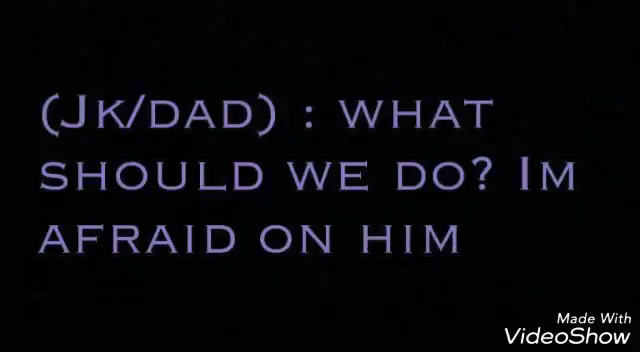 (Jk/dad) : what
should we do? Im
afraid on him
Made With
VideoShow